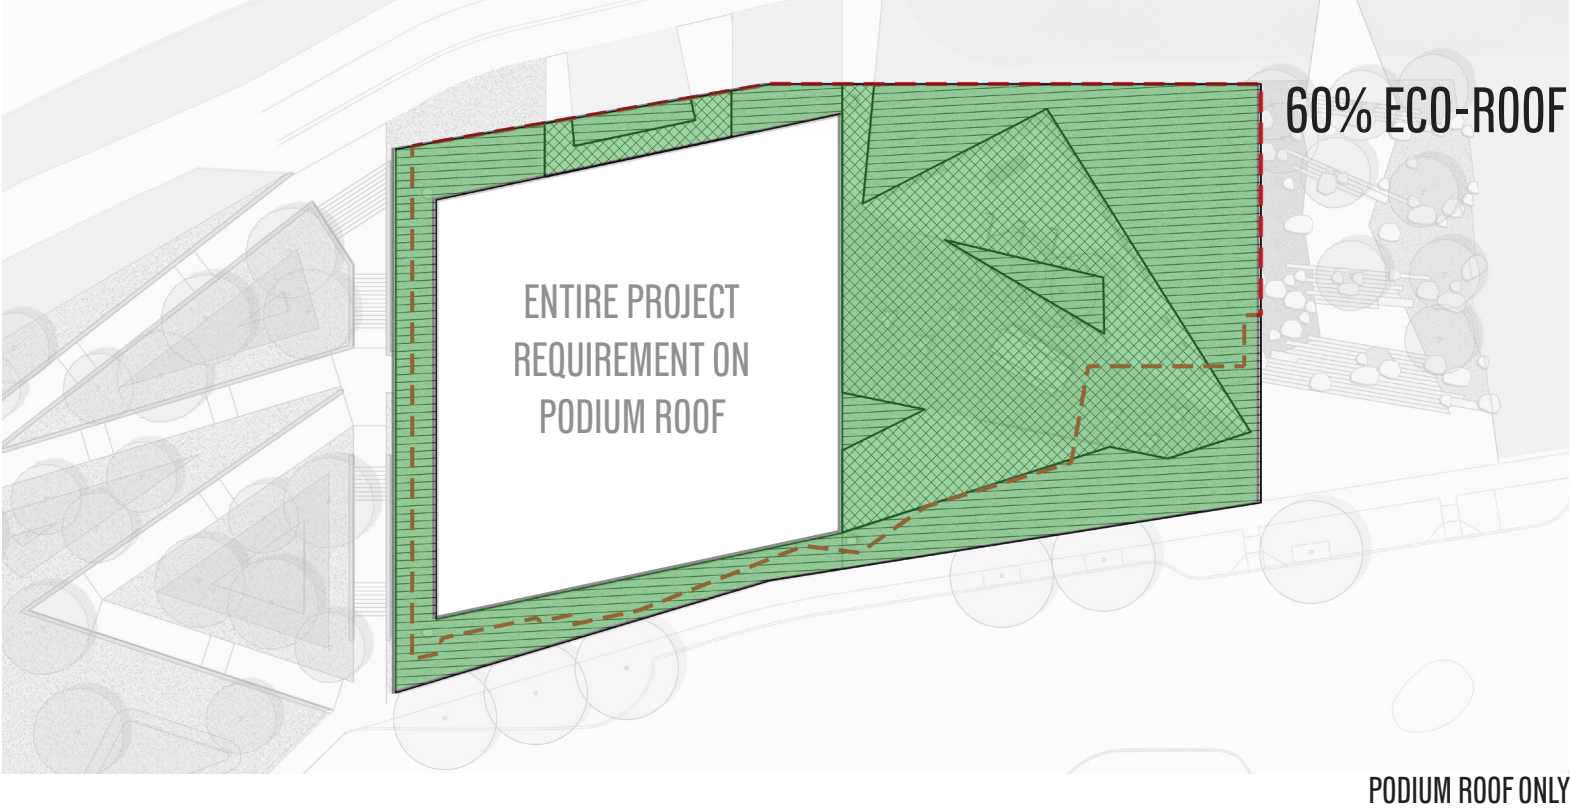 60% ECO-ROOF
ENTIRE PROJECT
REQUIREMENT ON
PODIUM ROOF
PODIUM ROOF ONLY